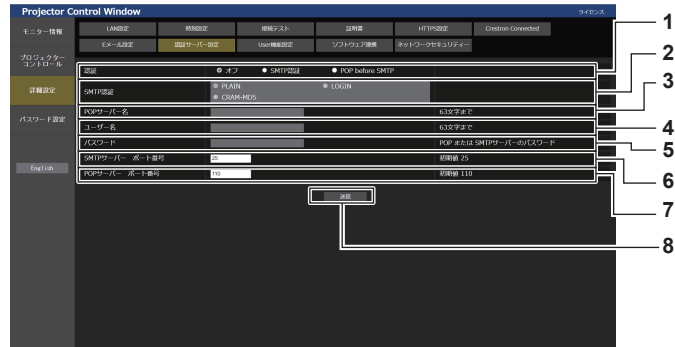 Projector Control Window
ライセンス
モニター情報
プロジェクター
コントロール
詳細設定
パスワード設定
English
LAN設定 時刻設定 接続テスト 証明書 HTTPS設定 Crestron Connected
Eメール設定 認証サーバー設定 User機能設定 ソフトウェア連携 ネットワークセキュリティー
認証 オフ SMTP認証 POP before SMTP
SMTP認証 PLAIN LOGIN
CRAM-MD5
POPサーバー名 63文字まで
ユーザー名 63文字まで
パスワード POP または SMTPサーバーのパスワード
SMTPサーバー ポート番号 25 初期値 25
POPサーバー ポート番号 110 初期値 110
送信
1
2
3
4
5
6
7
8